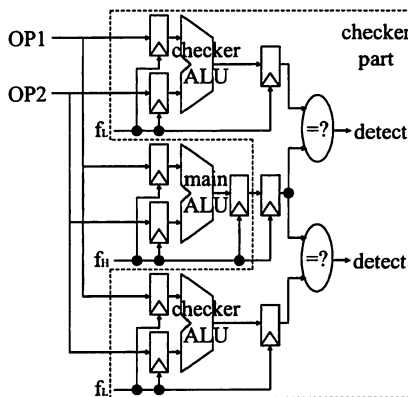 OP1
OP2
checker
part
checker
ALU
f_L
=?
detect
main
ALU
f_H
=?
detect
checker
ALU
f_L